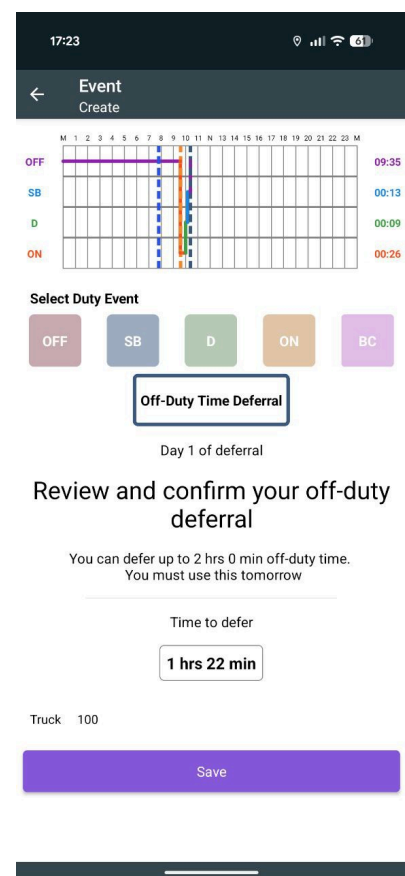 17:23
61
Event
Create
M 1 2 3 4 5 6 7 8 9 10 11 N 13 14 15 16 17 18 19 20 21 22 23 M
OFF 09:35
SB 00:13
D 00:09
ON 00:26
Select Duty Event
OFF SB D ON BC
Off-Duty Time Deferral
Day 1 of deferral
Review and confirm your off-duty
deferral
You can defer up to 2 hrs 0 min off-duty time.
You must use this tomorrow
Time to defer
1 hrs 22 min
Truck 100
Save